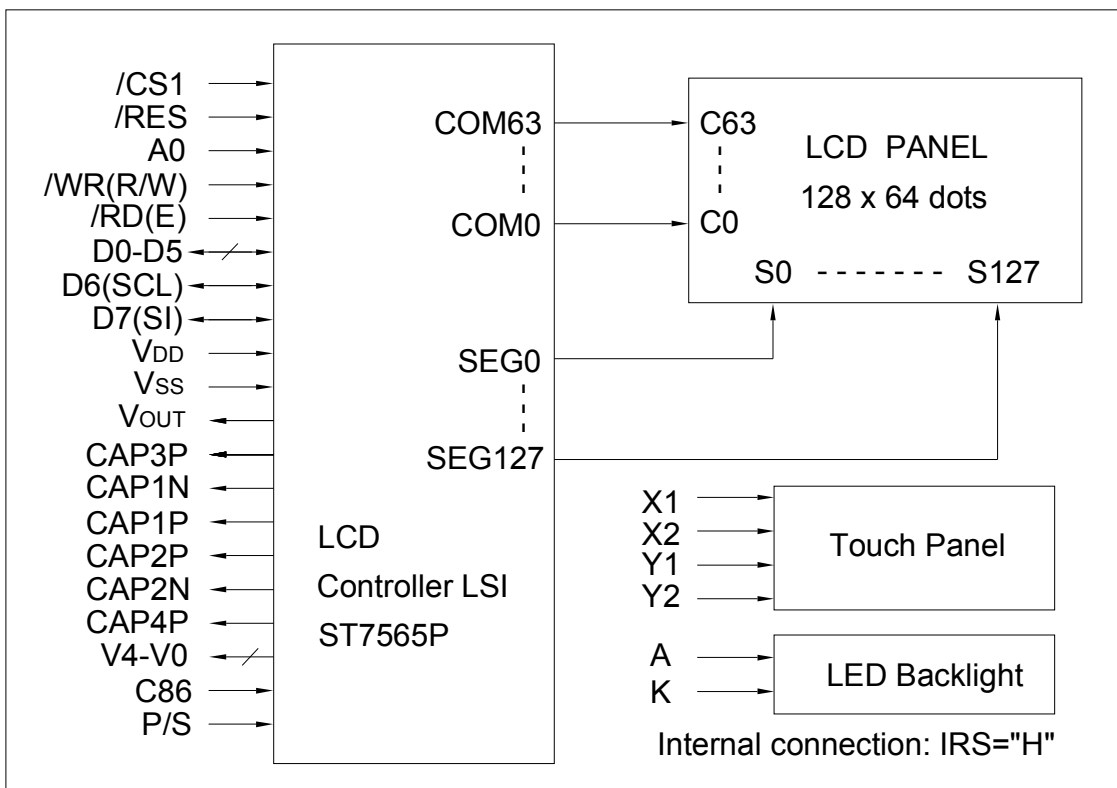 /CS1
/RES
A0
/WR(R/W)
/RD(E)
D0-D5
D6(SCL)
D7(SI)
VDD
VSS
VOUT
CAP3P
CAP1N
CAP1P
CAP2P
CAP2N
CAP4P
V4-V0
C86
P/S
COM63
COM0
SEG0
SEG127
LCD
Controller LSI
ST7565P
C63
LCD PANEL
128 x 64 dots
C0
S0 - - - - - - - S127
X1
X2
Y1
Y2
Touch Panel
A
K
LED Backlight
Internal connection: IRS="H"